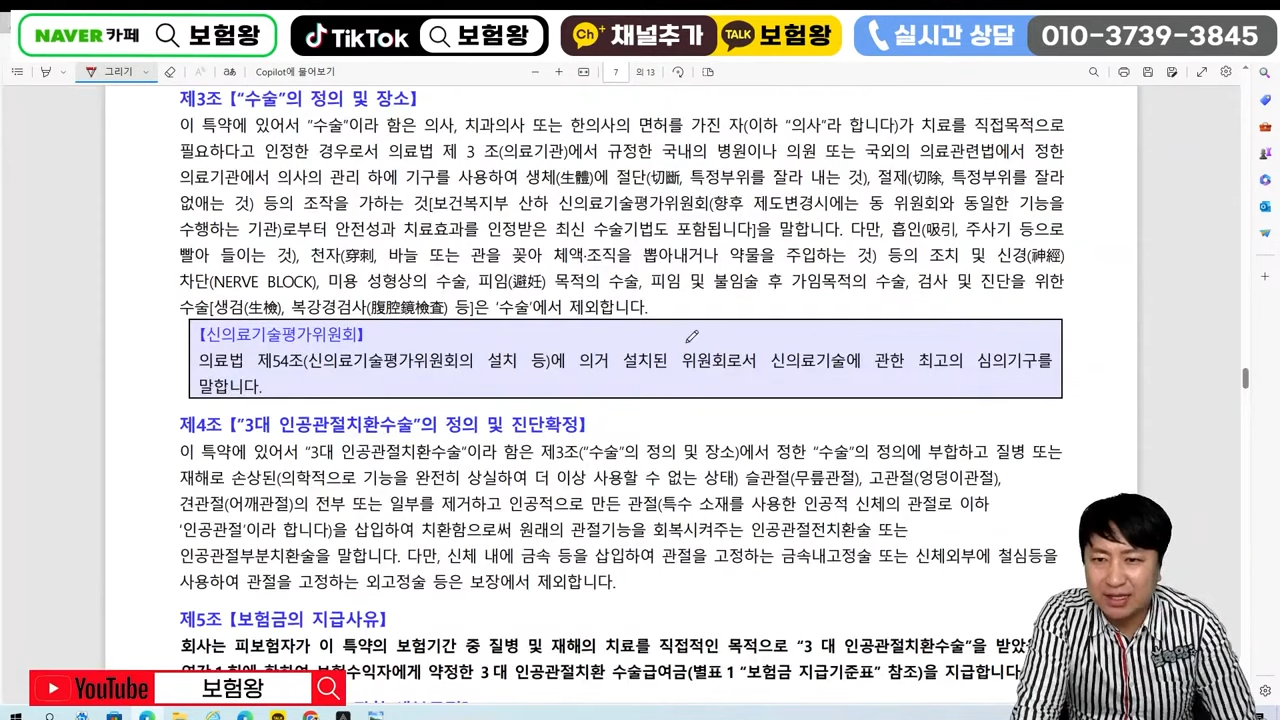 NAVER 카페 보험왕
TikTok 보험왕
Ch+ 채널추가 TALK 보험왕
실시간 상담 010-3739-3845
그리기 Copilot에 물어보기 7 의 13
제3조 【“수술”의 정의 및 장소】
이 특약에 있어서 “수술“이라 함은 의사, 치과의사 또는 한의사의 면허를 가진 자(이하 “의사“라 합니다)가 치료를 직접목적으로
필요하다고 인정한 경우로서 의료법 제 3 조(의료기관)에서 규정한 국내의 병원이나 의원 또는 국외의 의료관련법에서 정한
의료기관에서 의사의 관리 하에 기구를 사용하여 생체(生體)에 절단(切斷, 특정부위를 잘라 내는 것), 절제(切除, 특정부위를 잘라
없애는 것) 등의 조작을 가하는 것[보건복지부 산하 신의료기술평가위원회(향후 제도변경시에는 동 위원회와 동일한 기능을
수행하는 기관)로부터 안전성과 치료효과를 인정받은 최신 수술기법도 포함됩니다]을 말합니다. 다만, 흡인(吸引, 주사기 등으로
빨아 들이는 것), 천자(穿刺, 바늘 또는 관을 꽂아 체액·조직을 뽑아내거나 약물을 주입하는 것) 등의 조치 및 신경(神經)
차단(NERVE BLOCK), 미용 성형상의 수술, 피임(避妊) 목적의 수술, 피임 및 불임술 후 가임목적의 수술, 검사 및 진단을 위한
수술[생검(生檢), 복강경검사(腹腔鏡檢査) 등]은 ‘수술’에서 제외합니다.
【신의료기술평가위원회】
의료법 제54조(신의료기술평가위원회의 설치 등)에 의거 설치된 위원회로서 신의료기술에 관한 최고의 심의기구를
말합니다.
제4조 【”3대 인공관절치환수술”의 정의 및 진단확정】
이 특약에 있어서 “3대 인공관절치환수술“이라 함은 제3조(“수술“의 정의 및 장소)에서 정한 “수술“의 정의에 부합하고 질병 또는
재해로 손상된(의학적으로 기능을 완전히 상실하여 더 이상 사용할 수 없는 상태) 슬관절(무릎관절), 고관절(엉덩이관절),
견관절(어깨관절)의 전부 또는 일부를 제거하고 인공적으로 만든 관절(특수 소재를 사용한 인공적 신체의 관절로 이하
‘인공관절’이라 합니다)을 삽입하여 치환함으로써 원래의 관절기능을 회복시켜주는 인공관절전치환술 또는
인공관절부분치환술을 말합니다. 다만, 신체 내에 금속 등을 삽입하여 관절을 고정하는 금속내고정술 또는 신체외부에 철심등을
사용하여 관절을 고정하는 외고정술 등은 보장에서 제외합니다.
제5조 【보험금의 지급사유】
회사는 피보험자가 이 특약의 보험기간 중 질병 및 재해의 치료를 직접적인 목적으로 “3 대 인공관절치환수술”을 받았을
보험수익자에게 약정한 3 대 인공관절치환 수술급여금(별표 1 “보험금 지급기준표” 참조)을 지급합니다
YouTube 보험왕